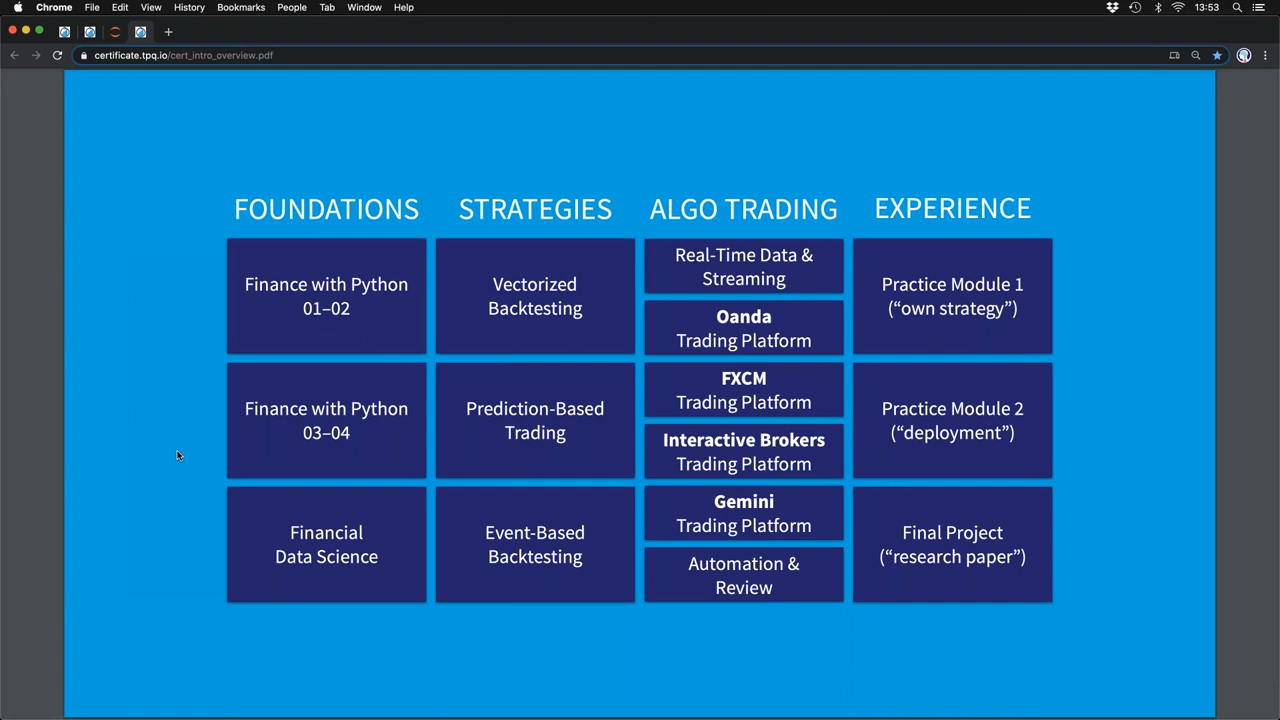 Chrome File Edit View History Bookmarks People Tab Window Help 13:53
certificate.tpq.io/cert_intro_overview.pdf
FOUNDATIONS
Finance with Python
01–02
Finance with Python
03–04
Financial
Data Science
STRATEGIES
Vectorized
Backtesting
Prediction-Based
Trading
Event-Based
Backtesting
ALGO TRADING
Real-Time Data &
Streaming
Oanda
Trading Platform
FXCM
Trading Platform
Interactive Brokers
Trading Platform
Gemini
Trading Platform
Automation &
Review
EXPERIENCE
Practice Module 1
(“own strategy”)
Practice Module 2
(“deployment”)
Final Project
(“research paper”)